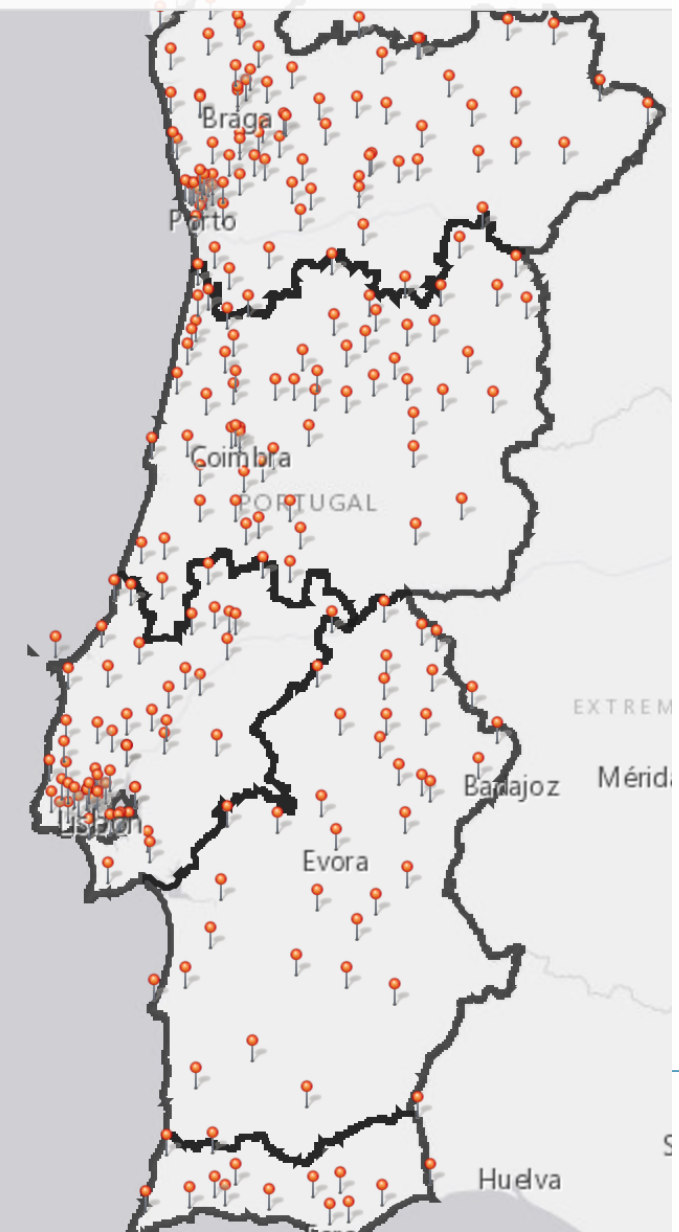 Braga
Porto
Coimbra
PORTUGAL
EXTREM
Badajoz
Mérida
Lisbon
Evora
S
Huelva